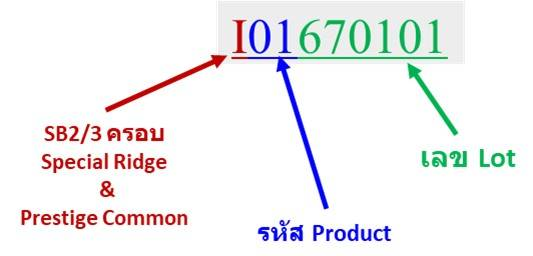 I01670101
SB2/3 ครอบ
Special Ridge
&
Prestige Common
รหัส Product
เลข Lot